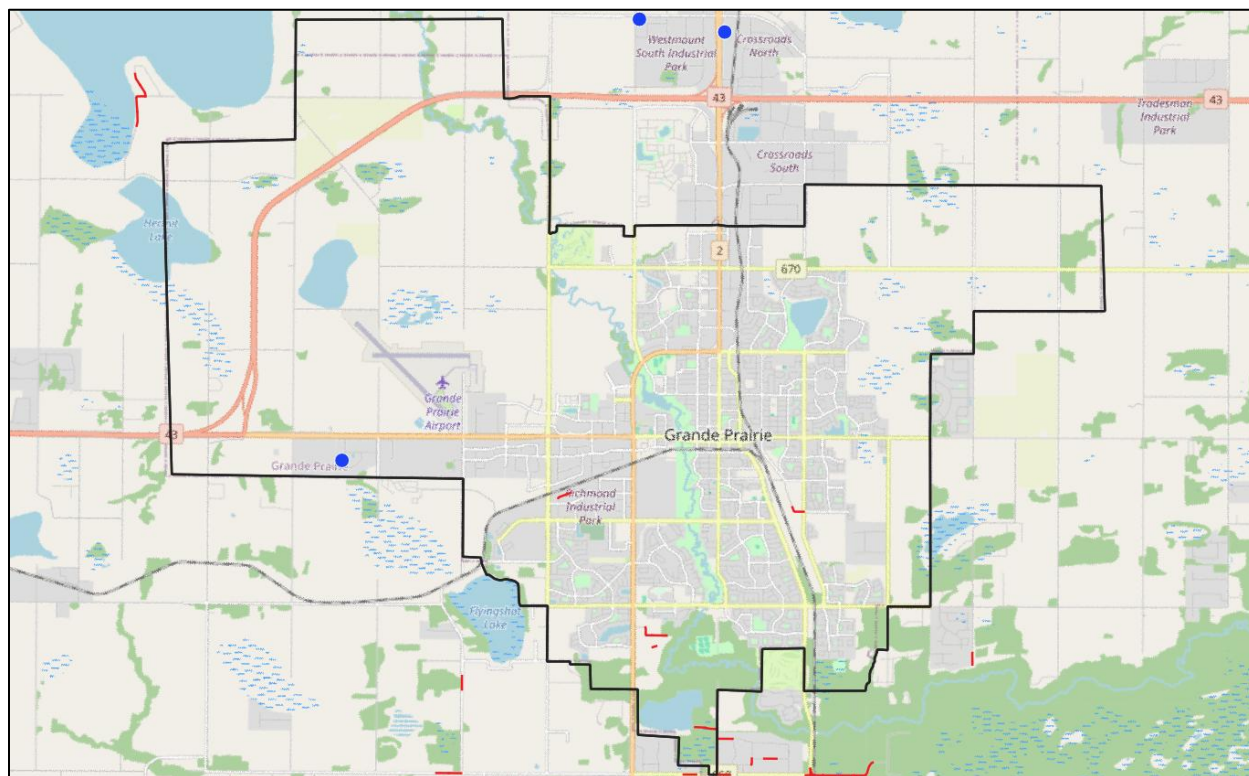 Westmount
South Industrial
Park
Crossroads
North
43
43
Tradesman
Industrial
Park
Crossroads
South
Hermit
Lake
2
670
Grande
Prairie
Airport
43
Grande Prairie
Grande Prairie
Richmond
Industrial
Park
Flyingshot
Lake